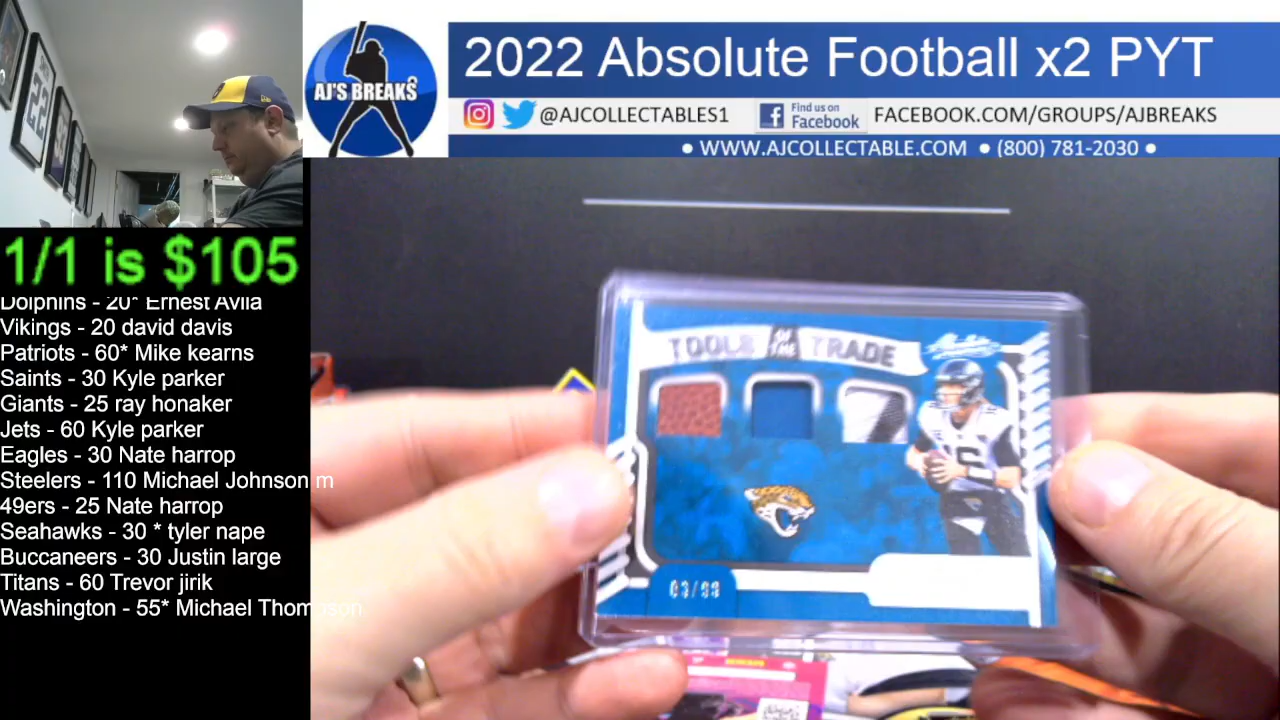 AJ'S BREAKS
2022 Absolute Football x2 PYT
@AJCOLLECTABLES1 Find us on Facebook FACEBOOK.COM/GROUPS/AJBREAKS
• WWW.AJCOLLECTABLE.COM • (800) 781-2030 •
1/1 is $105
Dolphins - 20* Ernest Avila
Vikings - 20 david davis
Patriots - 60* Mike kearns
Saints - 30 Kyle parker
Giants - 25 ray honaker
Jets - 60 Kyle parker
Eagles - 30 Nate harrop
Steelers - 110 Michael Johnson m
49ers - 25 Nate harrop
Seahawks - 30 * tyler nape
Buccaneers - 30 Justin large
Titans - 60 Trevor jirik
Washington - 55* Michael Thompson
TOOLS OF THE TRADE
Absolute
16
03/99
22